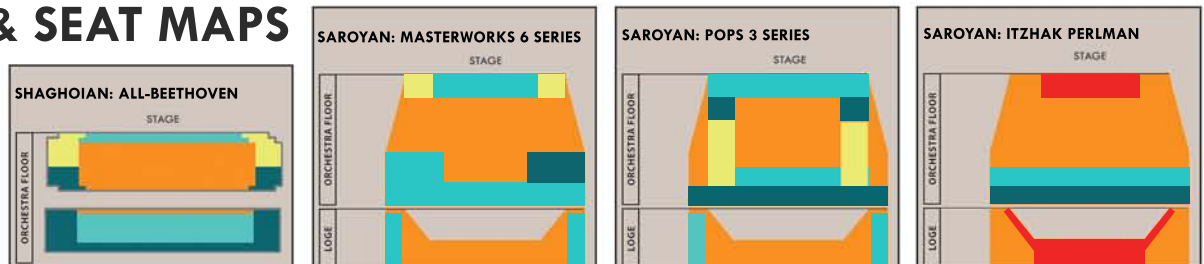 & SEAT MAPS
SHAGHOIAN: ALL-BEETHOVEN
STAGE
ORCHESTRA FLOOR
SAROYAN: MASTERWORKS 6 SERIES
STAGE
ORCHESTRA FLOOR
LOGE
SAROYAN: POPS 3 SERIES
STAGE
ORCHESTRA FLOOR
LOGE
SAROYAN: ITZHAK PERLMAN
STAGE
ORCHESTRA FLOOR
LOGE